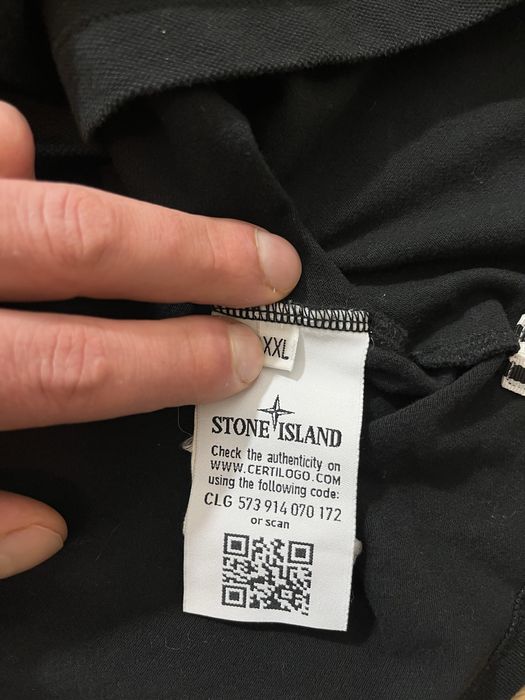 XXL
STONE ISLAND
Check the authenticity on
WWW.CERTILOGO.COM
using the following code:
CLG 573 914 070 172
or scan